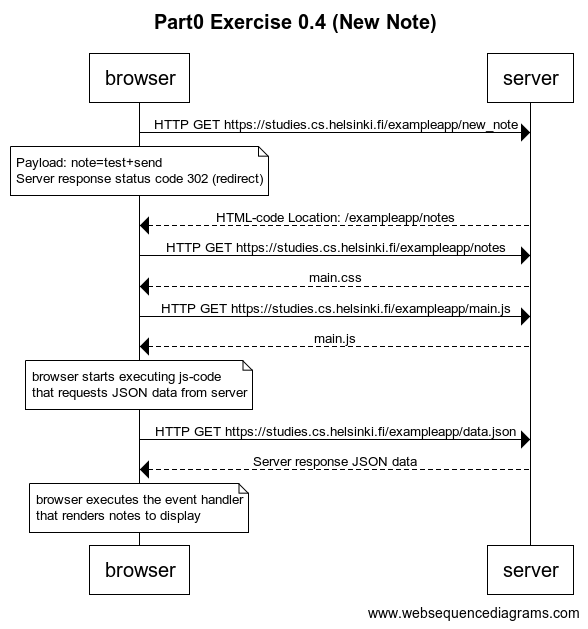 Part0 Exercise 0.4 (New Note)
browser
server
HTTP GET https://studies.cs.helsinki.fi/exampleapp/new_note
Payload: note=test+send
Server response status code 302 (redirect)
HTML-code Location: /exampleapp/notes
HTTP GET https://studies.cs.helsinki.fi/exampleapp/notes
main.css
HTTP GET https://studies.cs.helsinki.fi/exampleapp/main.js
main.js
browser starts executing js-code
that requests JSON data from server
HTTP GET https://studies.cs.helsinki.fi/exampleapp/data.json
Server response JSON data
browser executes the event handler
that renders notes to display
browser
server
www.websequencediagrams.com